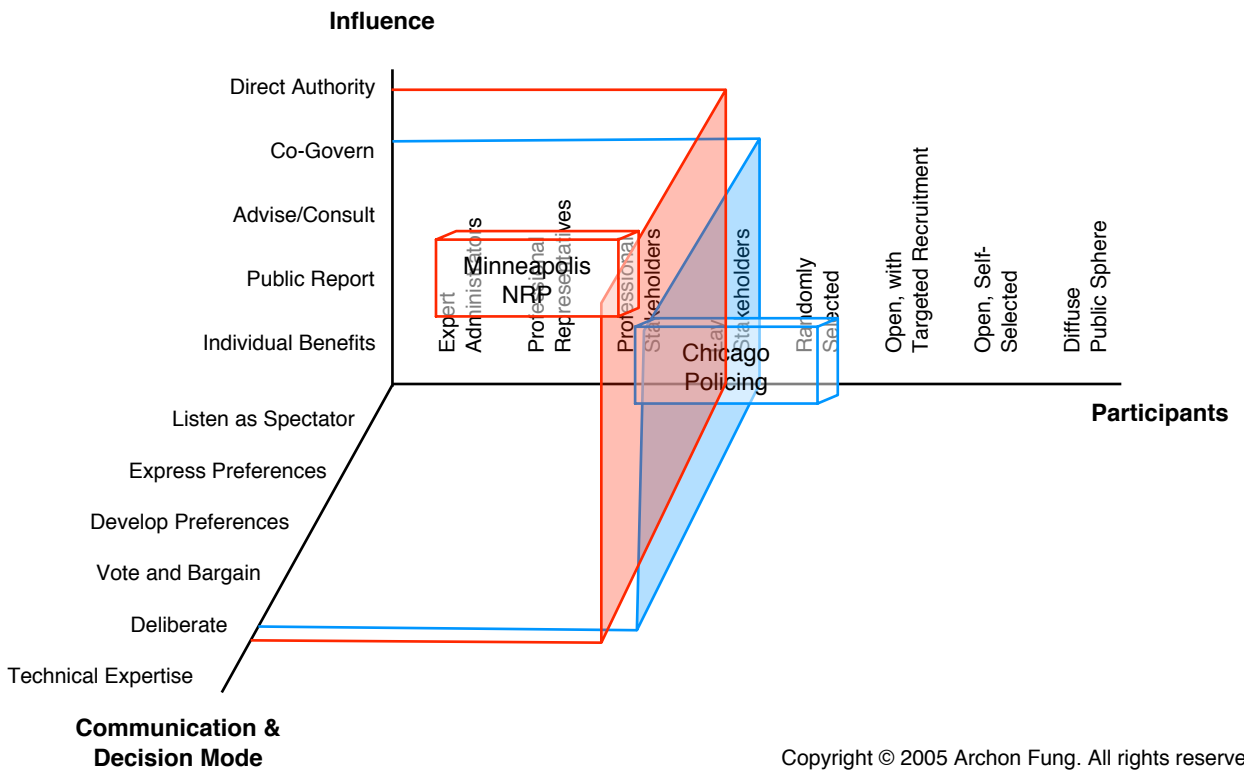 Influence
Direct Authority
Co-Govern
Advise/Consult
Public Report
Individual Benefits
Expert
Administrators
Professional
Representatives
Professional
Stakeholders
Lay
Stakeholders
Randomly
Selected
Open, with
Targeted Recruitment
Open, Self-
Selected
Diffuse
Public Sphere
Minneapolis
NRP
Chicago
Policing
Participants
Listen as Spectator
Express Preferences
Develop Preferences
Vote and Bargain
Deliberate
Technical Expertise
Communication &
Decision Mode
Copyright © 2005 Archon Fung. All rights reserve